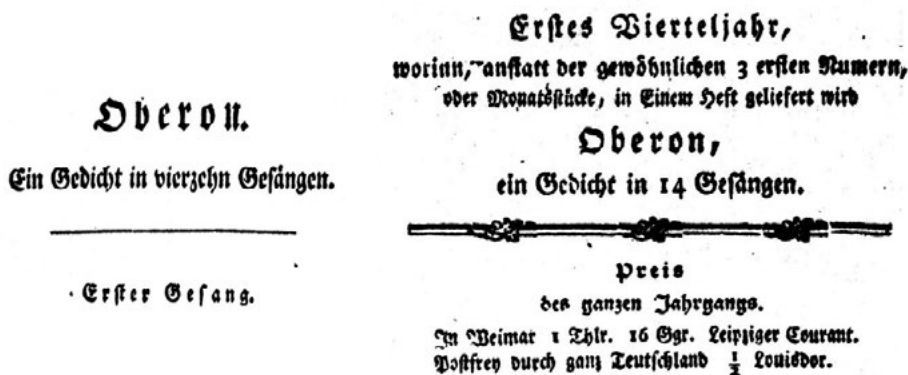 Oberon.
Ein Gedicht in vierzehn Gesängen.
Erster Gesang.
Erstes Vierteljahr,
worinn, anstatt der gewöhnlichen 3 ersten Numern,
oder Monatsstücke, in Einem Heft geliefert wird
Oberon,
ein Gedicht in 14 Gesängen.
Preis
des ganzen Jahrgangs.
In Weimar 1 Thlr. 16 Ggr. Leipziger Courant.
Postfrey durch ganz Teutschland ½ Louisdor.